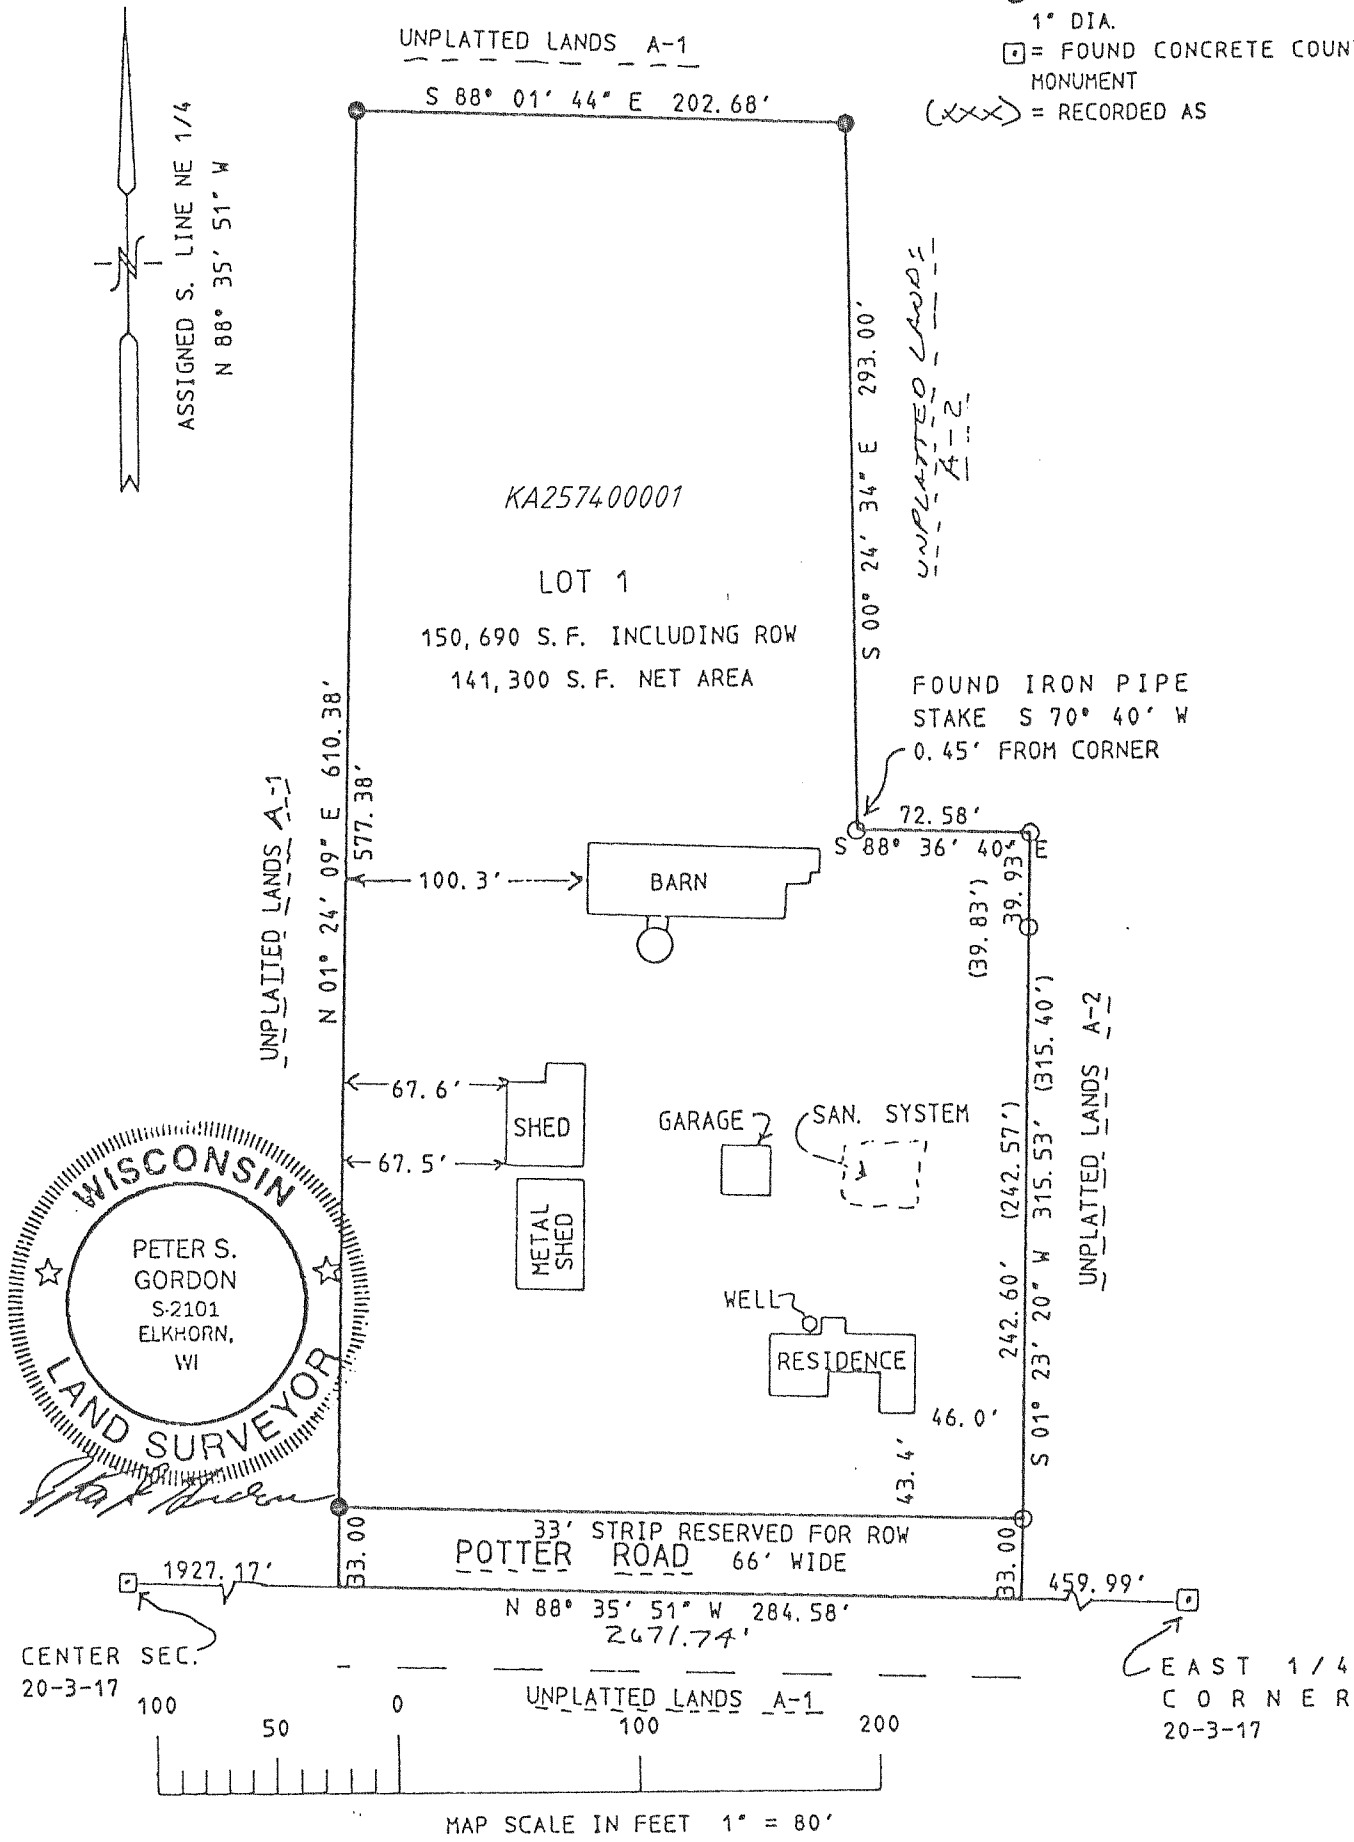 1" DIA.
= FOUND CONCRETE COUN
MONUMENT
(XXX) = RECORDED AS
UNPLATTED LANDS A-1
S 88° 01' 44" E 202.68'
ASSIGNED S. LINE NE 1/4
N 88° 35' 51" W
N
S 00° 24' 34" E 293.00'
UNPLATTED LANDS
A-2
KA257400001
LOT 1
150,690 S.F. INCLUDING ROW
141,300 S.F. NET AREA
FOUND IRON PIPE
STAKE S 70° 40' W
0.45' FROM CORNER
72.58'
S 88° 36' 40" E
UNPLATTED LANDS A-1
N 01° 24' 09" E 610.38'
577.38'
100.3'
BARN
(39.83')
39.93'
67.6'
SHED
67.5'
METAL
SHED
GARAGE
SAN. SYSTEM
242.60' (242.57')
S 01° 23' 20" W 315.53' (315.40')
UNPLATTED LANDS A-2
WELL
RESIDENCE
46.0'
43.4'
WISCONSIN
PETER S.
GORDON
S-2101
ELKHORN,
WI
LAND SURVEYOR
33.00
33' STRIP RESERVED FOR ROW
POTTER ROAD 66' WIDE
33.00
1927.17'
459.99'
N 88° 35' 51" W 284.58'
2671.74'
CENTER SEC.
20-3-17
EAST 1/4
CORNER
20-3-17
UNPLATTED LANDS A-1
100 50 0 100 200
MAP SCALE IN FEET 1" = 80'